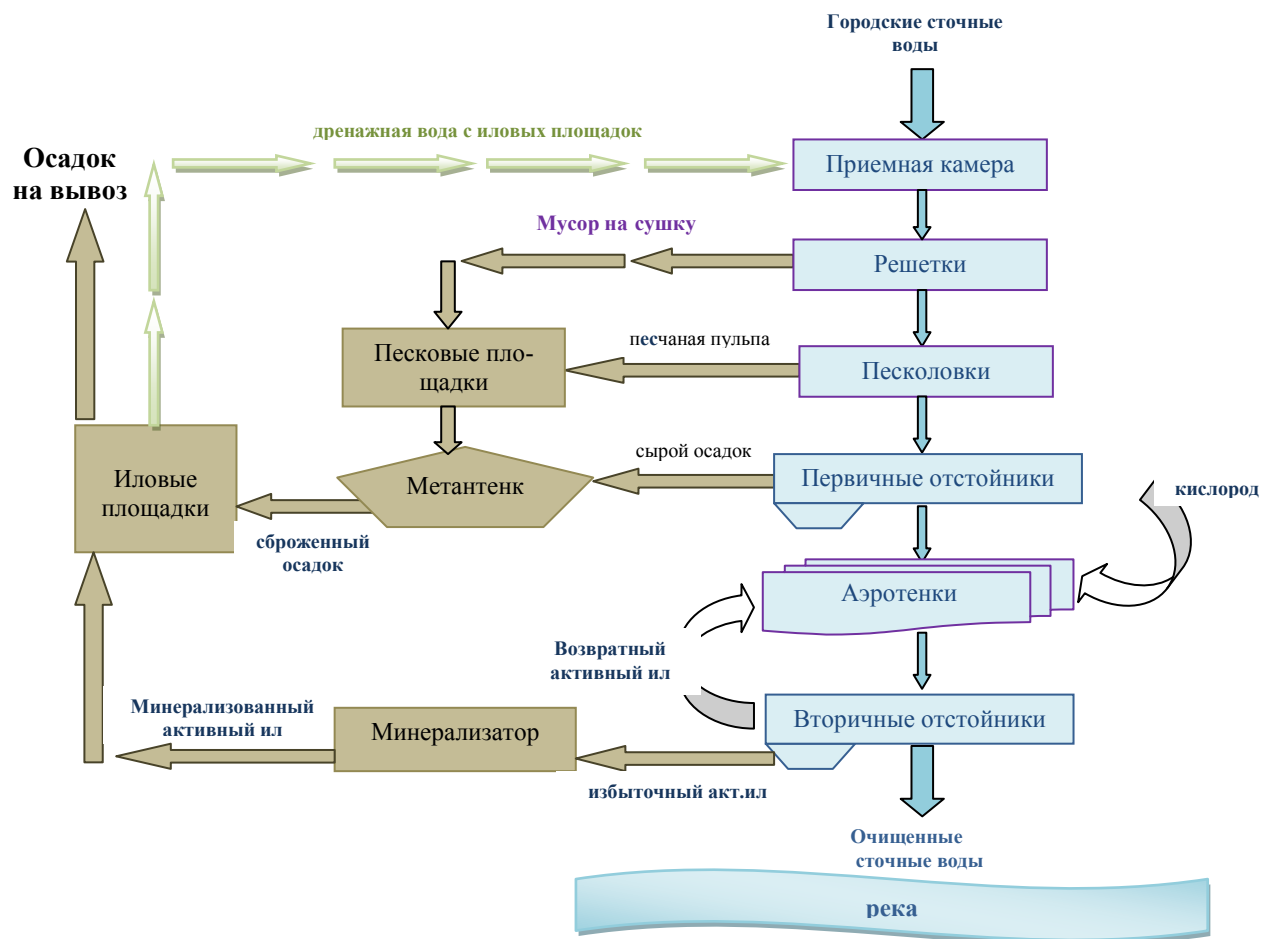 Городские сточные
воды
дренажная вода с иловых площадок
Осадок
на вывоз
Приемная камера
Мусор на сушку
Решетки
песчаная пульпа
Песковые пло-
щадки
Песколовки
сырой осадок
Иловые
площадки
Метантенк
Первичные отстойники
кислород
сброженный
осадок
Аэротенки
Возвратный
активный ил
Минерализованный
активный ил
Минерализатор
Вторичные отстойники
избыточный акт.ил
Очищенные
сточные воды
река